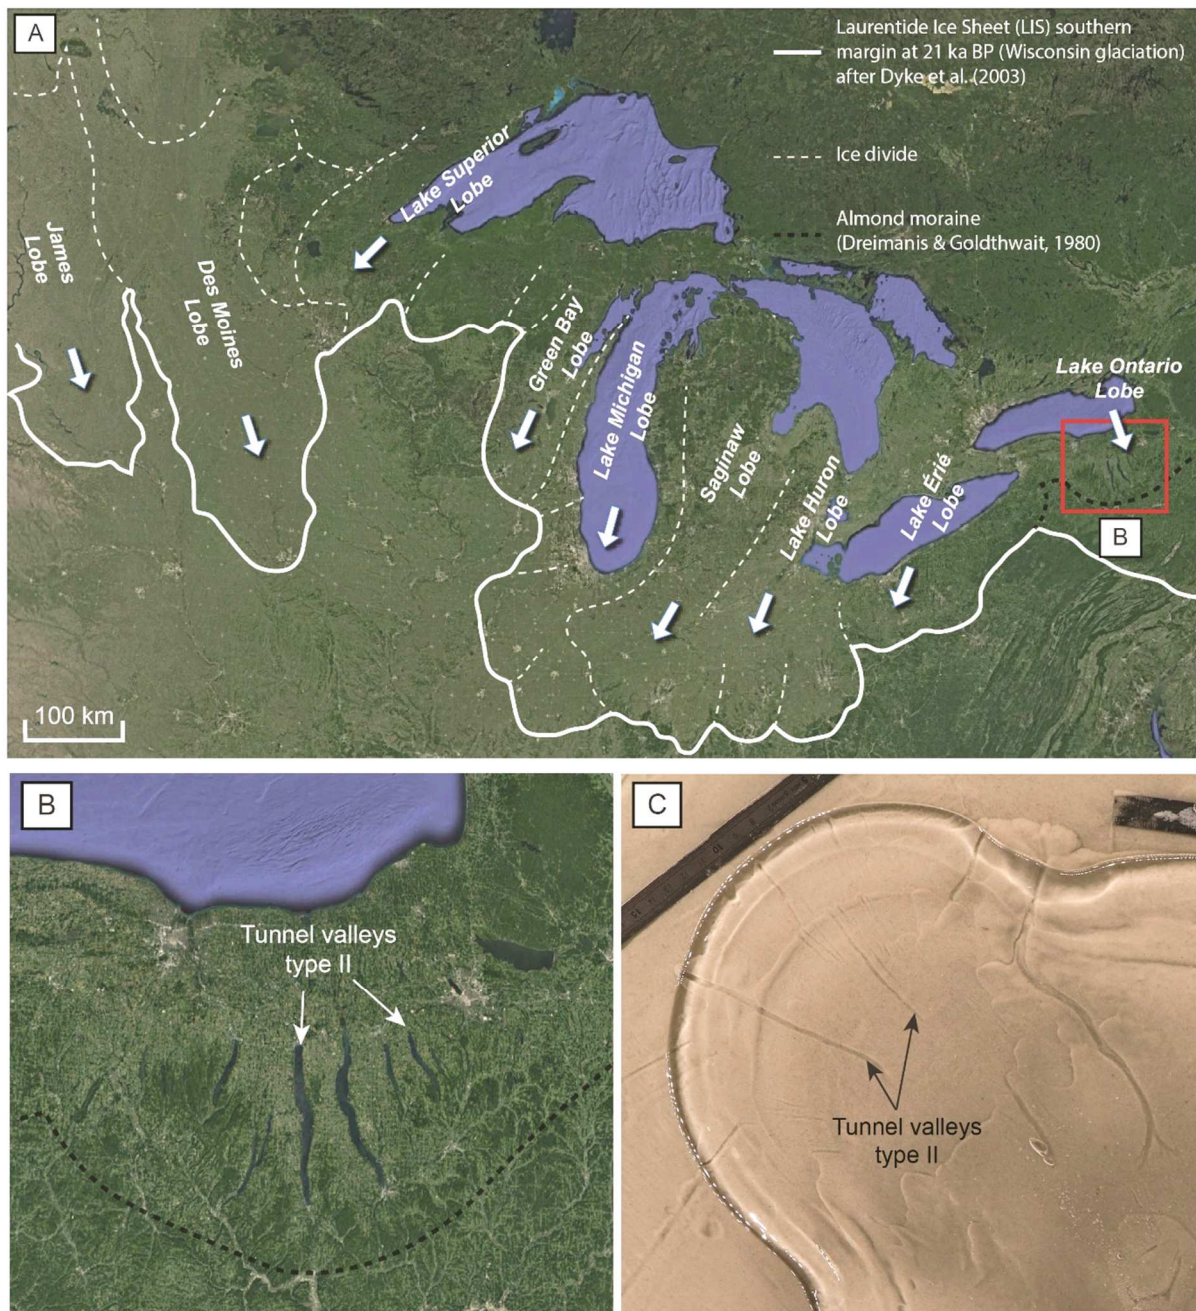 A
Laurentide Ice Sheet (LIS) southern
margin at 21 ka BP (Wisconsin glaciation)
after Dyke et al. (2003)
Ice divide
Almond moraine
(Dreimanis & Goldthwait, 1980)
James
Lobe
Des Moines
Lobe
Lake Superior
Lobe
Green Bay
Lobe
Lake Michigan
Lobe
Saginaw
Lobe
Lake Huron
Lobe
Lake Érié
Lobe
Lake Ontario
Lobe
B
100 km
B
Tunnel valleys
type II
C
Tunnel valleys
type II